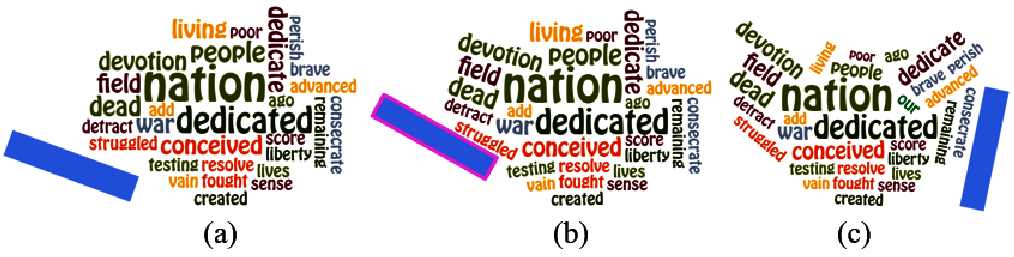 living poor
dedicate
perish
devotion people
field nation brave
advanced
dead add ago
detract war dedicated
remaining
consecrate
struggled conceived score
liberty
testing resolve lives
vain fought sense
created
(a)
living poor
dedicate
perish
devotion people
field nation brave
advanced
dead add ago
detract war dedicated
remaining
consecrate
struggled conceived score
liberty
testing resolve lives
vain fought sense
created
(b)
devotion living poor ago dedicate
field people brave perish
dead nation our advanced
detract add
remaining
consecrate
struggled war dedicated
conceived score
liberty
testing resolve lives
vain fought sense
created
(c)